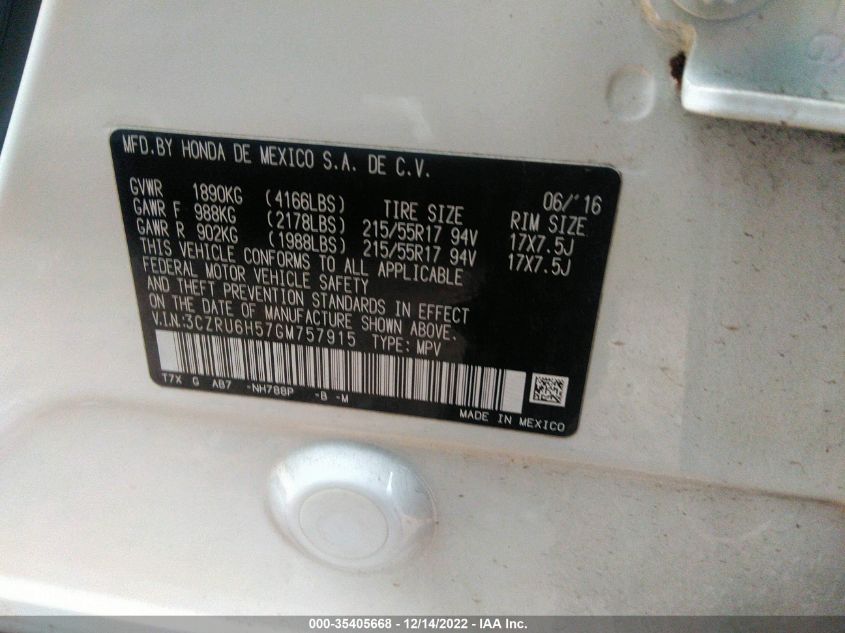 MFD.BY HONDA DE MEXICO S.A. DE C.V.
06/'16
GVWR 1890KG (4166LBS) TIRE SIZE RIM SIZE
GAWR F 988KG (2178LBS) 215/55R17 94V 17X7.5J
GAWR R 902KG (1988LBS) 215/55R17 94V 17X7.5J
THIS VEHICLE CONFORMS TO ALL APPLICABLE
FEDERAL MOTOR VEHICLE SAFETY
AND THEFT PREVENTION STANDARDS IN EFFECT
ON THE DATE OF MANUFACTURE SHOWN ABOVE.
V.I.N:3CZRU6H57GM757915 TYPE: MPV
T7X G AB7 -NH788P -B -M
MADE IN MEXICO
000-35405668 - 12/14/2022 - IAA Inc.